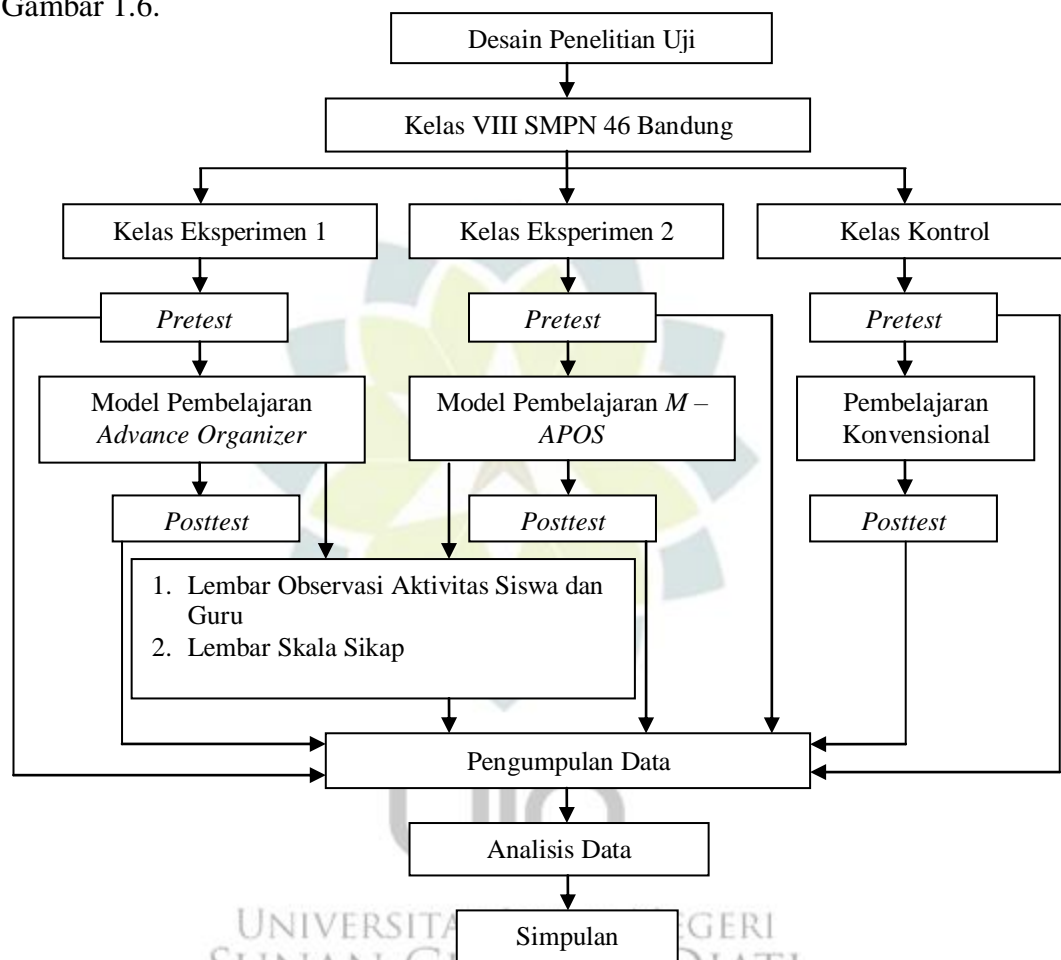 Gambar 1.6.
Desain Penelitian Uji
Kelas VIII SMPN 46 Bandung
Kelas Eksperimen 1
Kelas Eksperimen 2
Kelas Kontrol
Pretest
Pretest
Pretest
Model Pembelajaran
Advance Organizer
Model Pembelajaran M –
APOS
Pembelajaran
Konvensional
Posttest
Posttest
Posttest
1. Lembar Observasi Aktivitas Siswa dan
Guru
2. Lembar Skala Sikap
Pengumpulan Data
Analisis Data
Simpulan